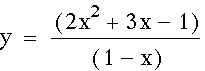 y = (2x² + 3x − 1) / (1 − x)